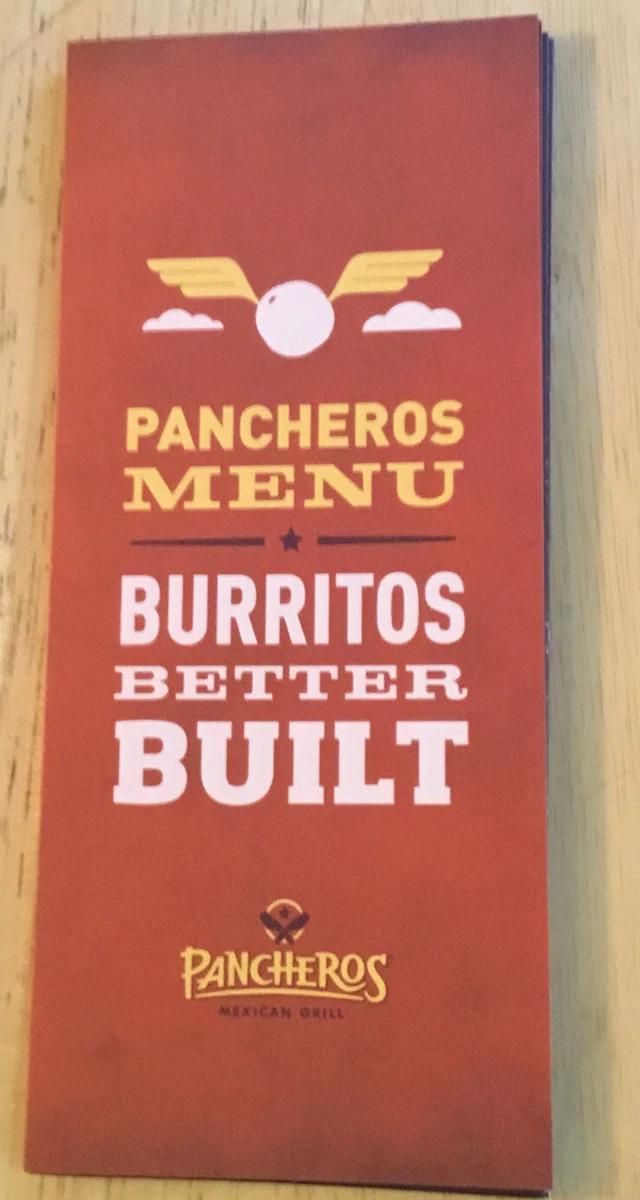 PANCHEROS
MENU
BURRITOS
BETTER
BUILT
PANCHEROS
MEXICAN GRILL